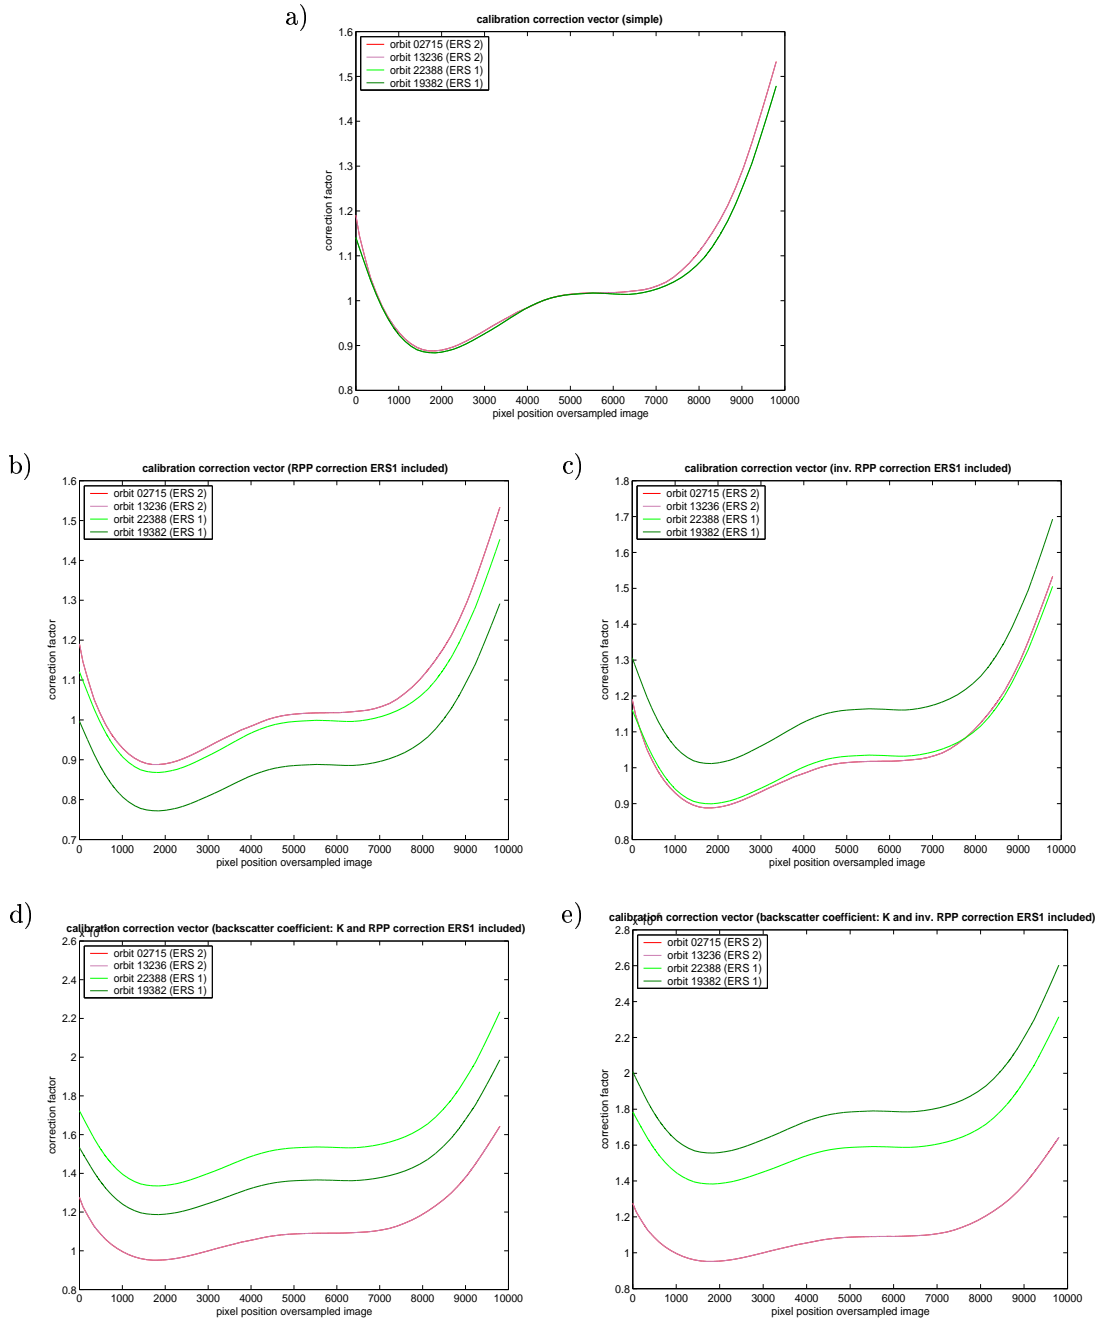 a)
calibration correction vector (simple)
1.6
1.5
1.4
1.3
1.2
1.1
1
0.9
0.8
correction factor
orbit 02715 (ERS 2)
orbit 13236 (ERS 2)
orbit 22388 (ERS 1)
orbit 19382 (ERS 1)
0 1000 2000 3000 4000 5000 6000 7000 8000 9000 10000
pixel position oversampled image
b)
calibration correction vector (RPP correction ERS1 included)
1.6
1.5
1.4
1.3
1.2
1.1
1
0.9
0.8
0.7
correction factor
orbit 02715 (ERS 2)
orbit 13236 (ERS 2)
orbit 22388 (ERS 1)
orbit 19382 (ERS 1)
0 1000 2000 3000 4000 5000 6000 7000 8000 9000 10000
pixel position oversampled image
c)
calibration correction vector (inv. RPP correction ERS1 included)
1.8
1.7
1.6
1.5
1.4
1.3
1.2
1.1
1
0.9
0.8
correction factor
orbit 02715 (ERS 2)
orbit 13236 (ERS 2)
orbit 22388 (ERS 1)
orbit 19382 (ERS 1)
0 1000 2000 3000 4000 5000 6000 7000 8000 9000 10000
pixel position oversampled image
d)
calibration correction vector (backscatter coefficient: K and RPP correction ERS1 included)
2.6
2.4
2.2
2
1.8
1.6
1.4
1.2
1
0.8
correction factor
orbit 02715 (ERS 2)
orbit 13236 (ERS 2)
orbit 22388 (ERS 1)
orbit 19382 (ERS 1)
0 1000 2000 3000 4000 5000 6000 7000 8000 9000 10000
pixel position oversampled image
e)
calibration correction vector (backscatter coefficient: K and inv. RPP correction ERS1 included)
2.8
2.6
2.4
2.2
2
1.8
1.6
1.4
1.2
1
0.8
correction factor
orbit 02715 (ERS 2)
orbit 13236 (ERS 2)
orbit 22388 (ERS 1)
orbit 19382 (ERS 1)
0 1000 2000 3000 4000 5000 6000 7000 8000 9000 10000
pixel position oversampled image